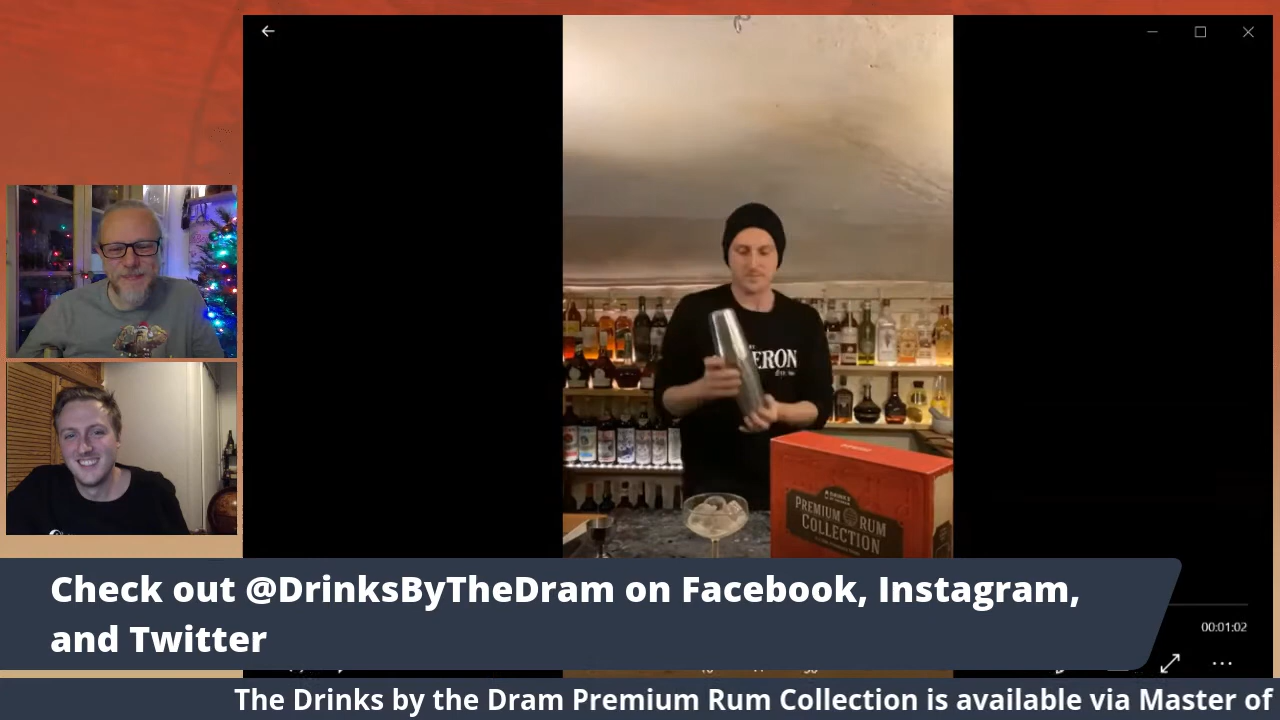 ERON
PREMIUM RUM
COLLECTION
Check out @DrinksByTheDram on Facebook, Instagram,
and Twitter
00:01:02
The Drinks by the Dram Premium Rum Collection is available via Master of